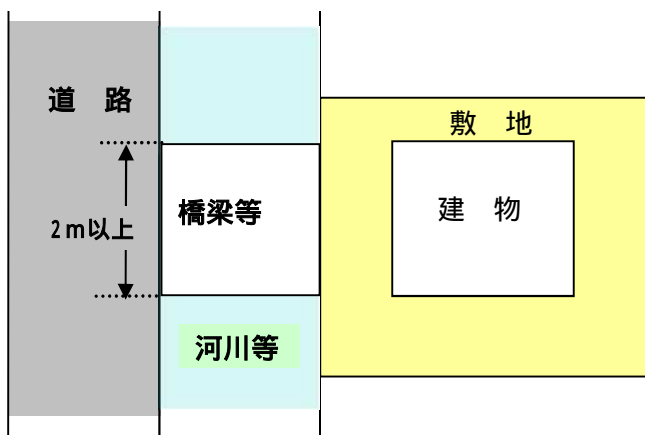 道 路
敷 地
橋梁等
建 物
2m以上
河川等